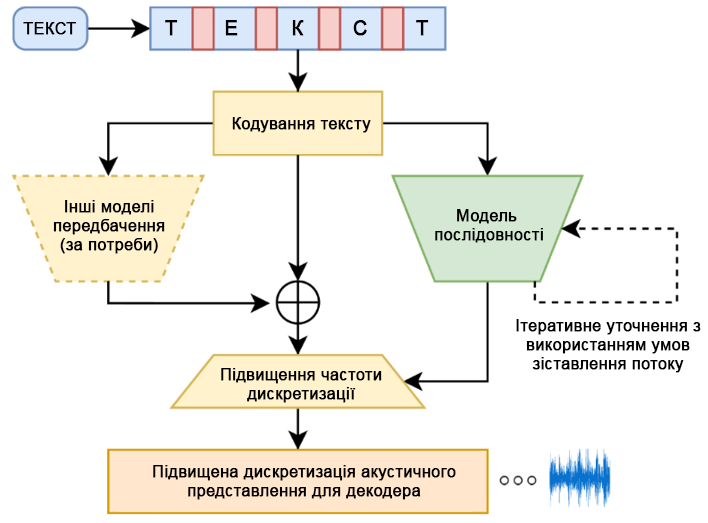 ТЕКСТ
Т Е К С Т
Кодування тексту
Інші моделі
передбачення
(за потреби)
Модель
послідовності
Ітеративне уточнення з
використанням умов
зіставлення потоку
Підвищення частоти
дискретизації
Підвищена дискретизація акустичного
представлення для декодера